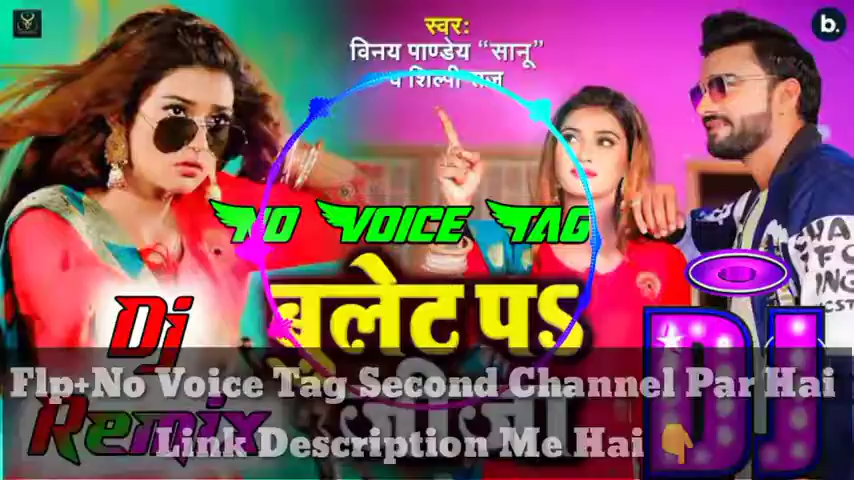 स्वरः
विनय पाण्डेय “सानू”
व शिल्पी राज
b.
NO VOICE TAG
बुलेट पऽ
जीजा
Dj
Remix
DJ
Flp+No Voice Tag Second Channel Par Hai
Link Description Me Hai 👇